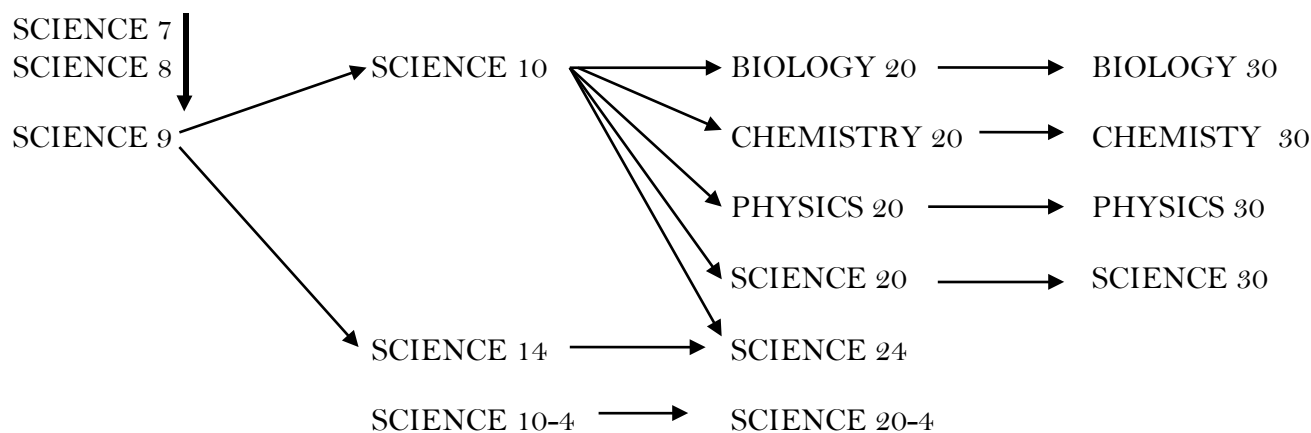 SCIENCE 7
SCIENCE 8
SCIENCE 10
BIOLOGY 20
BIOLOGY 30
SCIENCE 9
CHEMISTRY 20
CHEMISTY 30
PHYSICS 20
PHYSICS 30
SCIENCE 20
SCIENCE 30
SCIENCE 14
SCIENCE 24
SCIENCE 10-4
SCIENCE 20-4